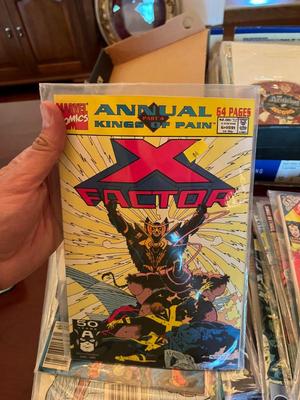 MARVEL
COMICS
ANNUAL
PART 4
KINGS OF PAIN
64 PAGES
X
FACTOR
50